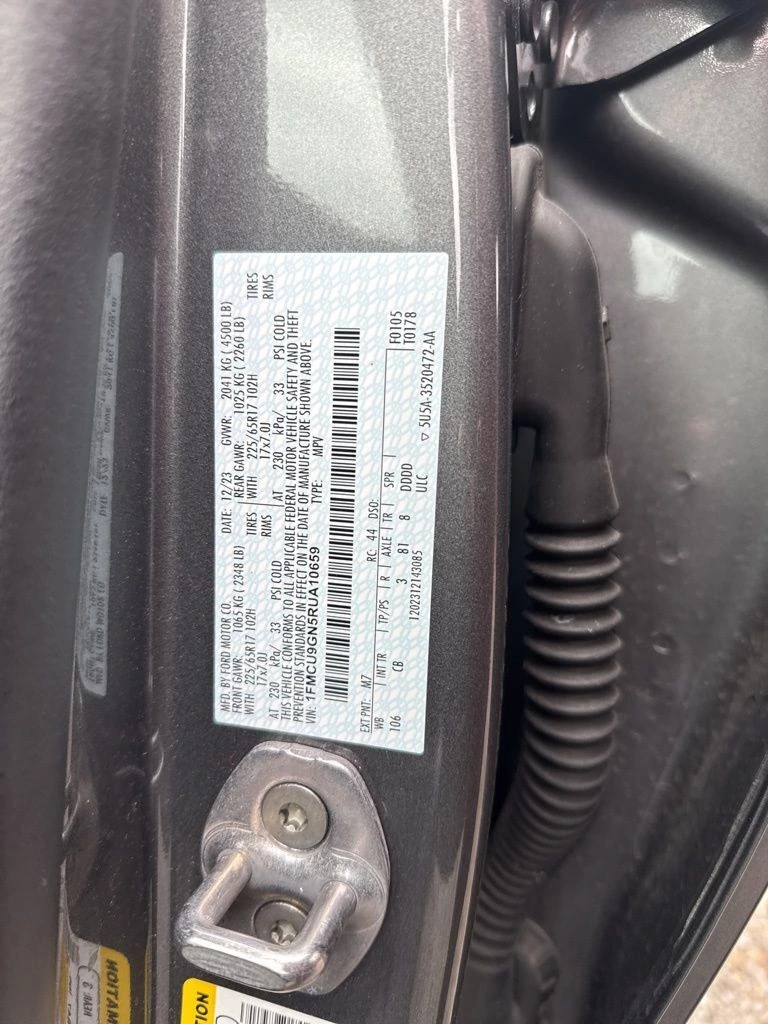 MFD. BY FORD MOTOR CO. DATE: 12/23 GVWR: 2041 KG ( 4500 LB)
FRONT GAWR: 1065 KG ( 2348 LB) REAR GAWR: 1025 KG ( 2260 LB)
WITH 225/65R17 102H TIRES WITH 225/65R17 102H TIRES
17x7.0J RIMS 17x7.0J RIMS
AT 230 kPa/ 33 PSI COLD AT 230 kPa/ 33 PSI COLD
THIS VEHICLE CONFORMS TO ALL APPLICABLE FEDERAL MOTOR VEHICLE SAFETY AND THEFT
PREVENTION STANDARDS IN EFFECT ON THE DATE OF MANUFACTURE SHOWN ABOVE.
VIN: 1FMCU9GN5RUA10659 TYPE: MPV
EXT PNT: M7 RC: 44 DSO: F0105
WB | INT TR | TP/PS | R | AXLE | TR | SPR | T0178
106 CB 3 81 8 DDDD
1202312143085 ULC ▽ 5U5A-3520472-AA